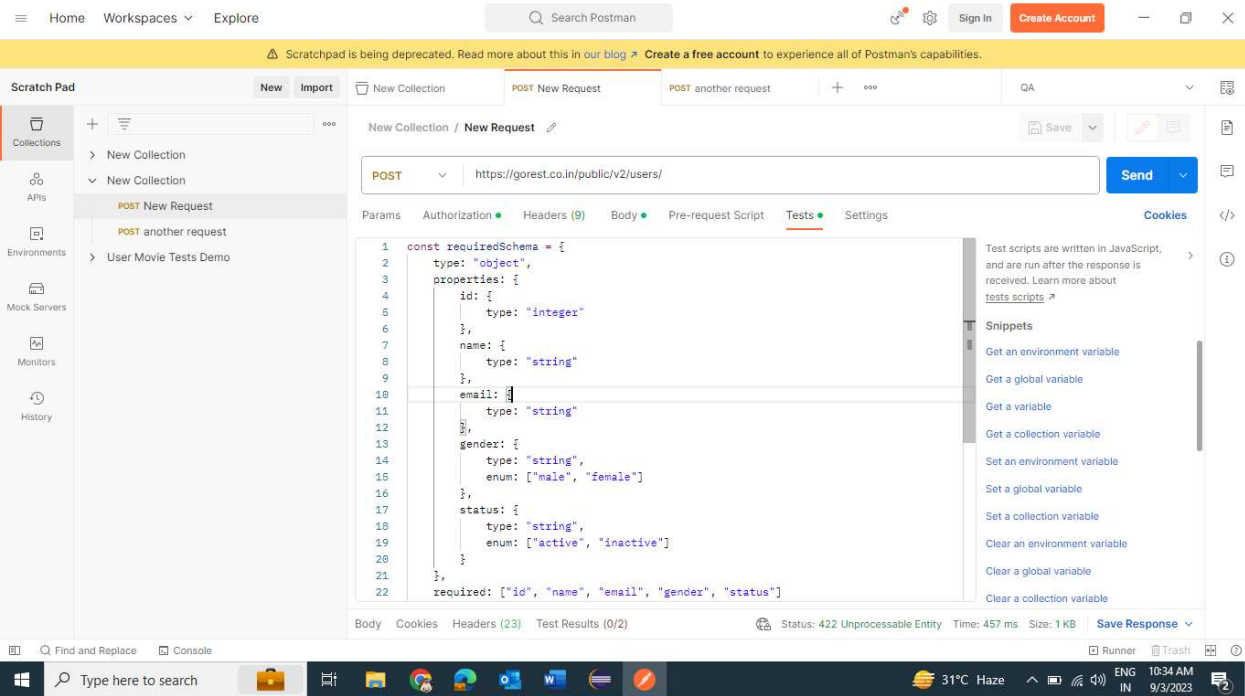 Home Workspaces Explore Search Postman Sign In Create Account
Scratchpad is being deprecated. Read more about this in our blog ↗ Create a free account to experience all of Postman's capabilities.
Scratch Pad New Import New Collection POST New Request POST another request QA
Collections
APIs
Environments
Mock Servers
Monitors
History
New Collection
New Collection
POST New Request
POST another request
User Movie Tests Demo
New Collection / New Request Save
POST https://gorest.co.in/public/v2/users/ Send
Params Authorization Headers (9) Body Pre-request Script Tests Settings Cookies
1 const requiredSchema = {
2 type: "object",
3 properties: {
4 id: {
5 type: "integer"
6 },
7 name: {
8 type: "string"
9 },
10 email: {
11 type: "string"
12 },
13 gender: {
14 type: "string",
15 enum: ["male", "female"]
16 },
17 status: {
18 type: "string",
19 enum: ["active", "inactive"]
20 }
21 },
22 required: ["id", "name", "email", "gender", "status"]
Test scripts are written in JavaScript,
and are run after the response is
received. Learn more about
tests scripts ↗
Snippets
Get an environment variable
Get a global variable
Get a variable
Get a collection variable
Set an environment variable
Set a global variable
Set a collection variable
Clear an environment variable
Clear a global variable
Clear a collection variable
Body Cookies Headers (23) Test Results (0/2) Status: 422 Unprocessable Entity Time: 457 ms Size: 1 KB Save Response
Find and Replace Console Runner Trash
Type here to search 31°C Haze ENG IN 10:34 AM 9/3/2023 2